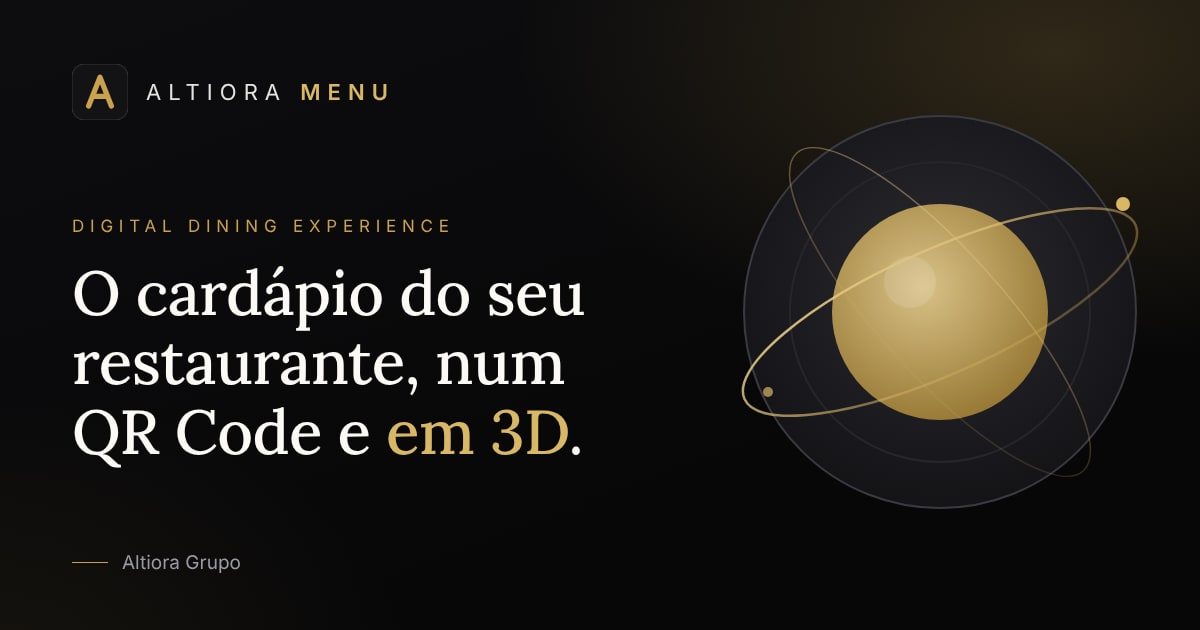 A ALTIORA MENU
DIGITAL DINING EXPERIENCE
O cardápio do seu
restaurante, num
QR Code e em 3D.
Altiora Grupo